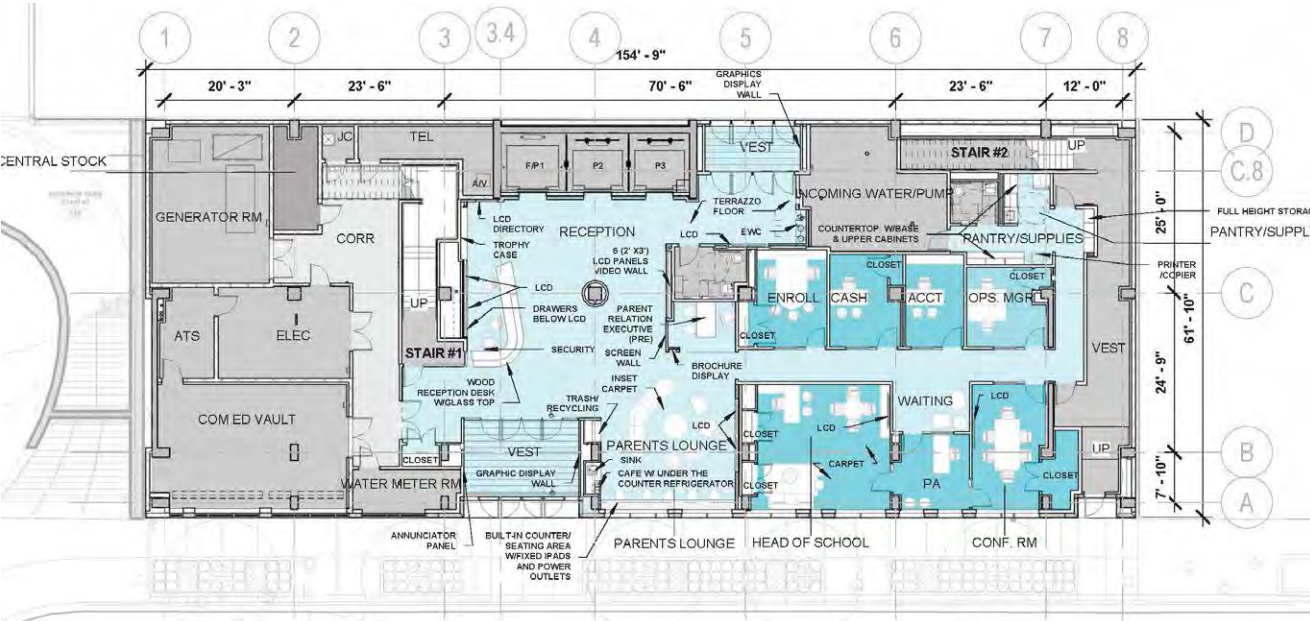 1
2
3
3.4
4
5
6
7
8
154' - 9"
20' - 3"
23' - 6"
70' - 6"
23' - 6"
12' - 0"
GRAPHICS
DISPLAY
WALL
D
C.8
C
B
A
25' - 0"
24' - 9"
7' - 10"
61' - 10"
CENTRAL STOCK
JC
TEL
F/P1
P2
P3
VEST
STAIR #2
UP
A/V
GENERATOR RM
CORR
LCD
DIRECTORY
TROPHY
CASE
RECEPTION
TERRAZZO
FLOOR
EWC
LCD
INCOMING WATER/PUMP
COUNTERTOP W/BASE
& UPPER CABINETS
PANTRY/SUPPLIES
FULL HEIGHT STORAG
PANTRY/SUPPL
PRINTER
/COPIER
6 (2' X3')
LCD PANELS
VIDEO WALL
LCD
DRAWERS
BELOW LCD
UP
PARENT
RELATION
EXECUTIVE
(PRE)
SCREEN
WALL
ENROLL
CASH
CLOSET
ACCT
OPS. MGR
CLOSET
CLOSET
ATS
ELEC
STAIR #1
SECURITY
BROCHURE
DISPLAY
VEST
WOOD
RECEPTION DESK
W/GLASS TOP
INSET
CARPET
TRASH/
RECYCLING
LCD
COM ED VAULT
CLOSET
WATER METER RM
VEST
GRAPHIC DISPLAY
WALL
PARENTS LOUNGE
SINK
CAFE W/ UNDER THE
COUNTER REFRIGERATOR
CLOSET
CLOSET
LCD
CARPET
WAITING
LCD
PA
CLOSET
UP
ANNUNCIATOR
PANEL
BUILT-IN COUNTER/
SEATING AREA
W/FIXED IPADS
AND POWER
OUTLETS
PARENTS LOUNGE
HEAD OF SCHOOL
CONF. RM